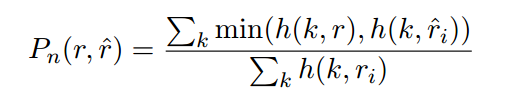 $P_n(r, \hat{r}) = \frac{\sum_k \min(h(k, r), h(k, \hat{r}_i))}{\sum_k h(k, r_i)}$